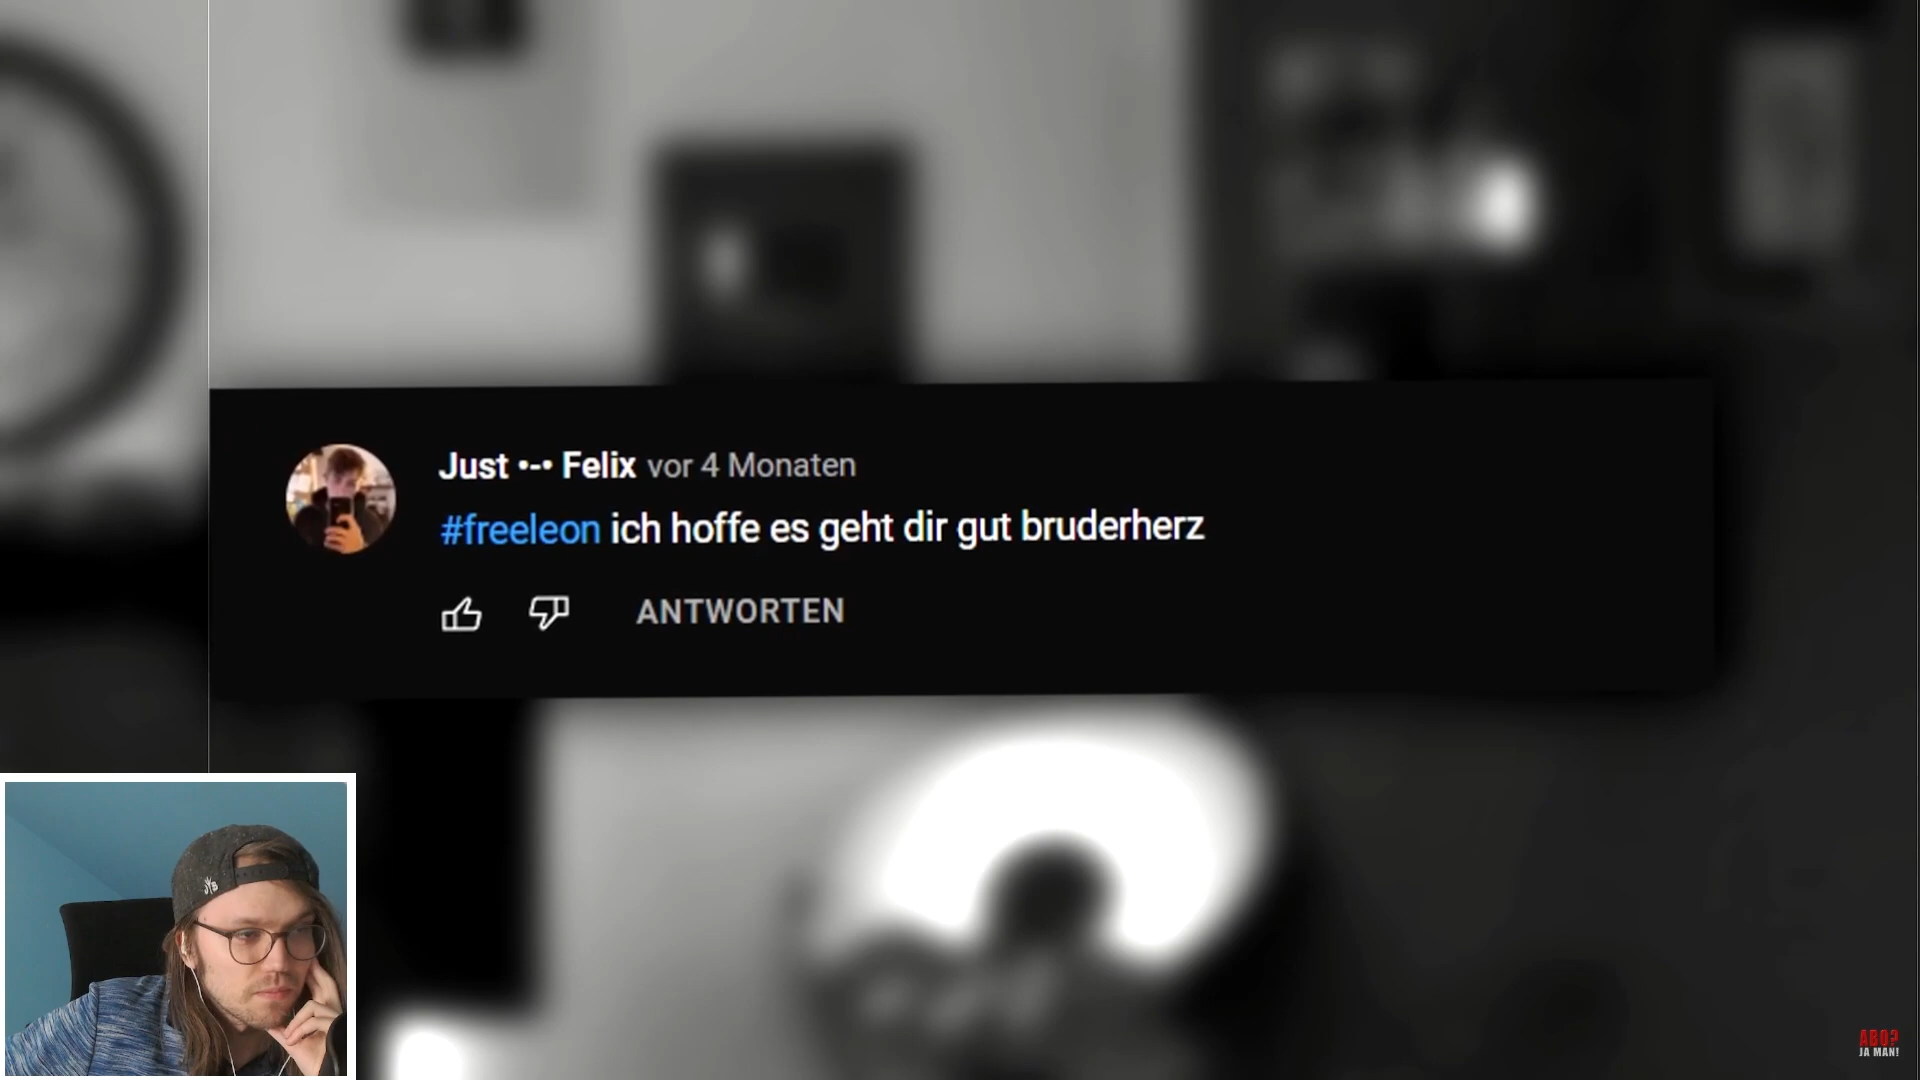 Just •-• Felix vor 4 Monaten
#freeleon ich hoffe es geht dir gut bruderherz
ANTWORTEN
ABO?
JA MAN!